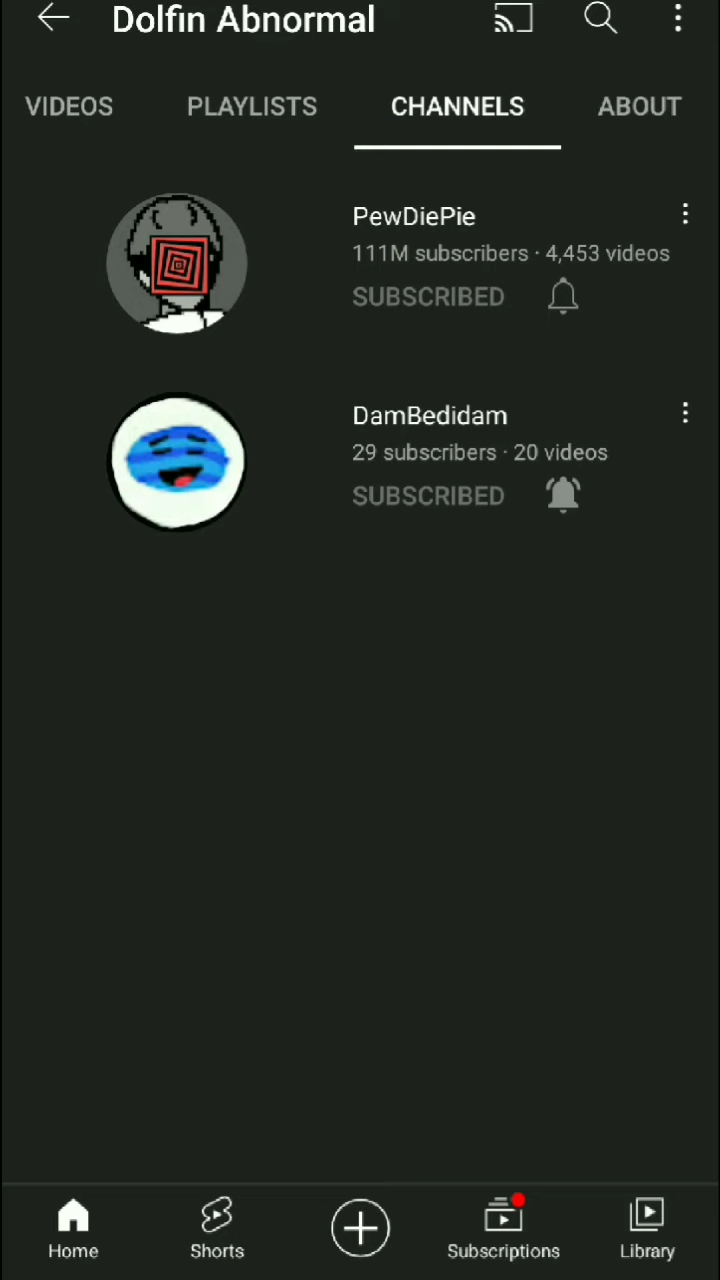 Dolfin Abnormal
VIDEOS PLAYLISTS CHANNELS ABOUT
PewDiePie
111M subscribers · 4,453 videos
SUBSCRIBED
DamBedidam
29 subscribers · 20 videos
SUBSCRIBED
Home Shorts Subscriptions Library